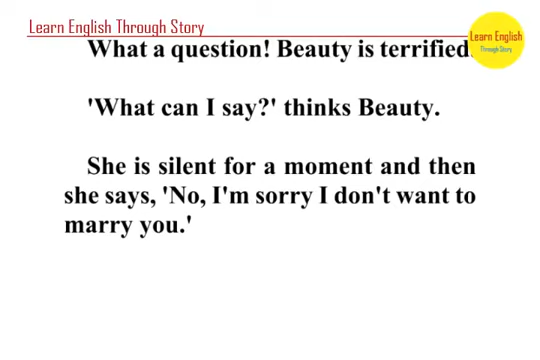 Learn English Through Story
Learn English
Through Story
What a question! Beauty is terrified.
'What can I say?' thinks Beauty.
She is silent for a moment and then
she says, 'No, I'm sorry I don't want to
marry you.'